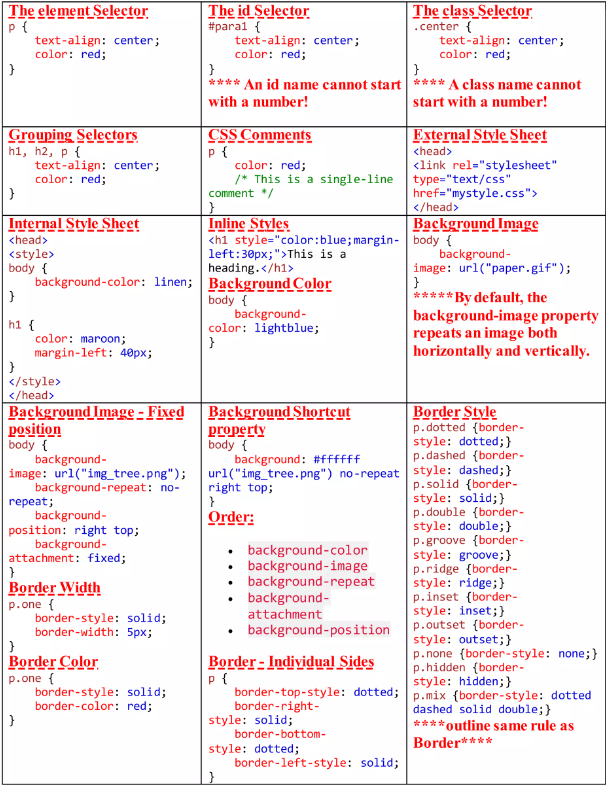 The element Selector
p {
    text-align: center;
    color: red;
}
The id Selector
#para1 {
    text-align: center;
    color: red;
}
**** An id name cannot start
with a number!
The class Selector
.center {
    text-align: center;
    color: red;
}
**** A class name cannot
start with a number!
Grouping Selectors
h1, h2, p {
    text-align: center;
    color: red;
}
CSS Comments
p {
    color: red;
    /* This is a single-line
comment */
}
External Style Sheet
<head>
<link rel="stylesheet"
type="text/css"
href="mystyle.css">
</head>
Internal Style Sheet
<head>
<style>
body {
    background-color: linen;
}
h1 {
    color: maroon;
    margin-left: 40px;
}
</style>
</head>
Inline Styles
<h1 style="color:blue;margin-
left:30px;">This is a
heading.</h1>
Background Color
body {
    background-
color: lightblue;
}
Background Image
body {
    background-
image: url("paper.gif");
}
*****By default, the
background-image property
repeats an image both
horizontally and vertically.
Background Image - Fixed
position
body {
    background-
image: url("img_tree.png");
    background-repeat: no-
repeat;
    background-
position: right top;
    background-
attachment: fixed;
}
Border Width
p.one {
    border-style: solid;
    border-width: 5px;
}
Border Color
p.one {
    border-style: solid;
    border-color: red;
}
Background Shortcut
property
body {
    background: #ffffff
url("img_tree.png") no-repeat
right top;
}
Order:
• background-color
• background-image
• background-repeat
• background-
attachment
• background-position
Border - Individual Sides
p {
    border-top-style: dotted;
    border-right-
style: solid;
    border-bottom-
style: dotted;
    border-left-style: solid;
}
Border Style
p.dotted {border-
style: dotted;}
p.dashed {border-
style: dashed;}
p.solid {border-
style: solid;}
p.double {border-
style: double;}
p.groove {border-
style: groove;}
p.ridge {border-
style: ridge;}
p.inset {border-
style: inset;}
p.outset {border-
style: outset;}
p.none {border-style: none;}
p.hidden {border-
style: hidden;}
p.mix {border-style: dotted
dashed solid double;}
****outline same rule as
Border****